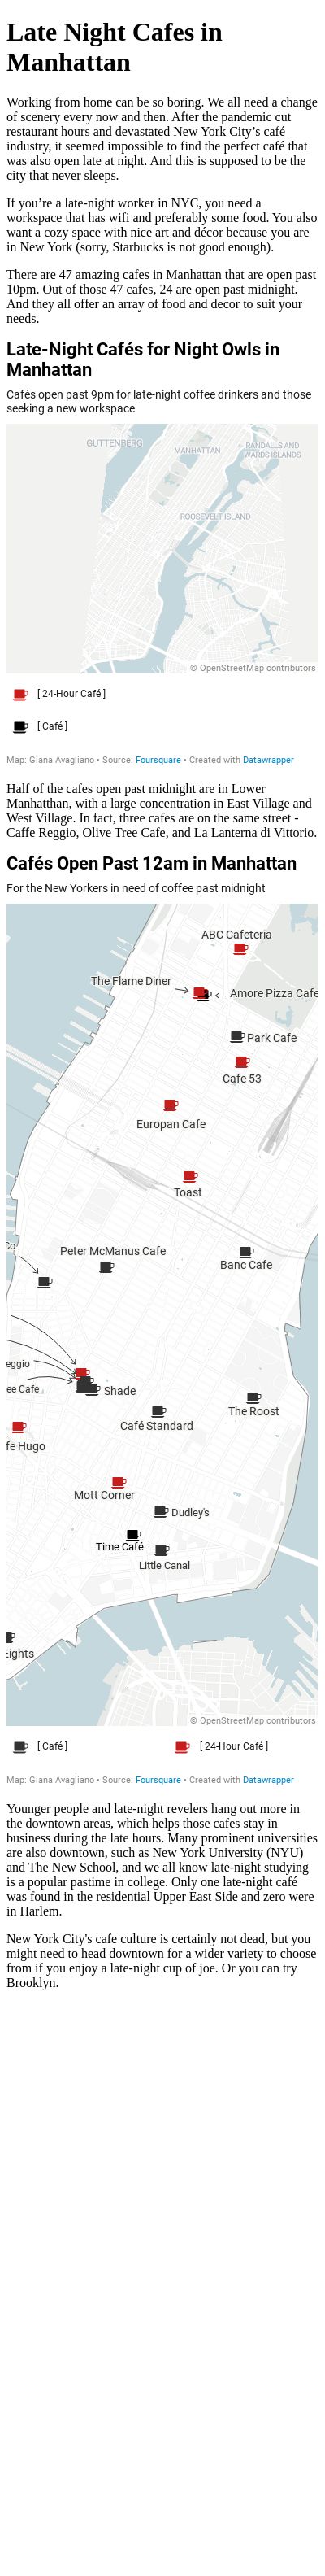 Late Night Cafes in
Manhattan
Working from home can be so boring. We all need a change
of scenery every now and then. After the pandemic cut
restaurant hours and devastated New York City’s café
industry, it seemed impossible to find the perfect café that
was also open late at night. And this is supposed to be the
city that never sleeps.
If you’re a late-night worker in NYC, you need a
workspace that has wifi and preferably some food. You also
want a cozy space with nice art and décor because you are
in New York (sorry, Starbucks is not good enough).
There are 47 amazing cafes in Manhattan that are open past
10pm. Out of those 47 cafes, 24 are open past midnight.
And they all offer an array of food and decor to suit your
needs.
Late-Night Cafés for Night Owls in
Manhattan
Cafés open past 9pm for late-night coffee drinkers and those
seeking a new workspace
GUTTENBERG
MANHATTAN
RANDALLS AND
WARDS ISLANDS
ROOSEVELT ISLAND
© OpenStreetMap contributors
[ 24-Hour Café ]
[ Café ]
Map: Giana Avagliano • Source: Foursquare • Created with Datawrapper
Half of the cafes open past midnight are in Lower
Manhatthan, with a large concentration in East Village and
West Village. In fact, three cafes are on the same street -
Caffe Reggio, Olive Tree Cafe, and La Lanterna di Vittorio.
Cafés Open Past 12am in Manhattan
For the New Yorkers in need of coffee past midnight
ABC Cafeteria
The Flame Diner
Amore Pizza Cafe
Park Cafe
Cafe 53
Europan Cafe
Toast
Co
Peter McManus Cafe
Banc Cafe
eggio
ee Cafe
Shade
The Roost
Café Standard
fe Hugo
Mott Corner
Dudley's
Time Café
Little Canal
Eights
© OpenStreetMap contributors
[ Café ]
[ 24-Hour Café ]
Map: Giana Avagliano • Source: Foursquare • Created with Datawrapper
Younger people and late-night revelers hang out more in
the downtown areas, which helps those cafes stay in
business during the late hours. Many prominent universities
are also downtown, such as New York University (NYU)
and The New School, and we all know late-night studying
is a popular pastime in college. Only one late-night café
was found in the residential Upper East Side and zero were
in Harlem.
New York City's cafe culture is certainly not dead, but you
might need to head downtown for a wider variety to choose
from if you enjoy a late-night cup of joe. Or you can try
Brooklyn.